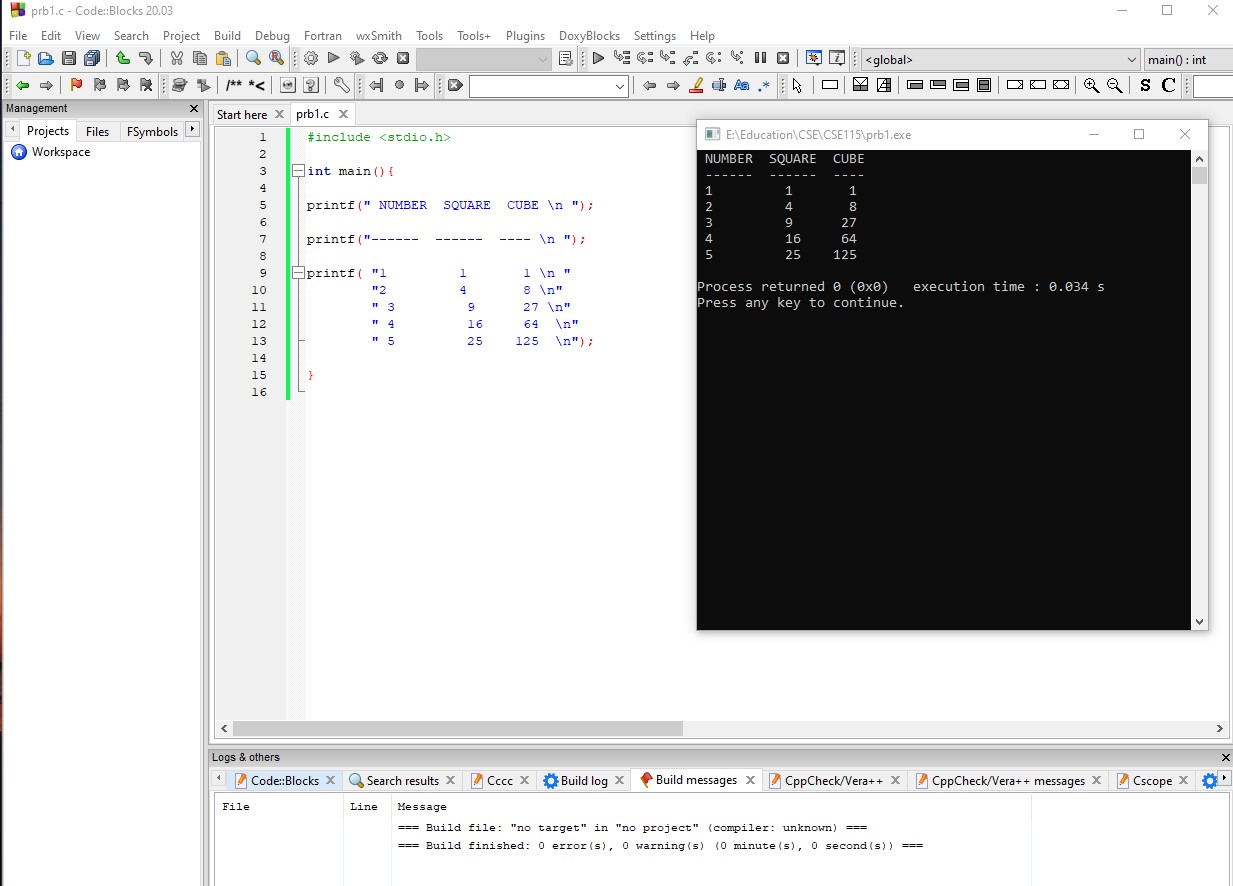 prb1.c - Code::Blocks 20.03
File Edit View Search Project Build Debug Fortran wxSmith Tools Tools+ Plugins DoxyBlocks Settings Help
<global> main() : int
/** *< Aa .* S C
Management
Projects Files FSymbols
Workspace
Start here prb1.c
1 #include <stdio.h>
2
3 int main(){
4
5 printf(" NUMBER  SQUARE  CUBE \n ");
6
7 printf("------  ------  ---- \n ");
8
9 printf( "1         1       1 \n "
10         "2         4       8 \n"
11         " 3         9      27 \n"
12         " 4         16     64  \n"
13         " 5         25    125  \n");
14
15 }
16
E:\Education\CSE\CSE115\prb1.exe
NUMBER  SQUARE  CUBE
------  ------  ----
1         1       1
2         4       8
3         9      27
4         16     64
5         25    125
Process returned 0 (0x0)   execution time : 0.034 s
Press any key to continue.
Logs & others
Code::Blocks Search results Cccc Build log Build messages CppCheck/Vera++ CppCheck/Vera++ messages Cscope
File Line Message
=== Build file: "no target" in "no project" (compiler: unknown) ===
=== Build finished: 0 error(s), 0 warning(s) (0 minute(s), 0 second(s)) ===